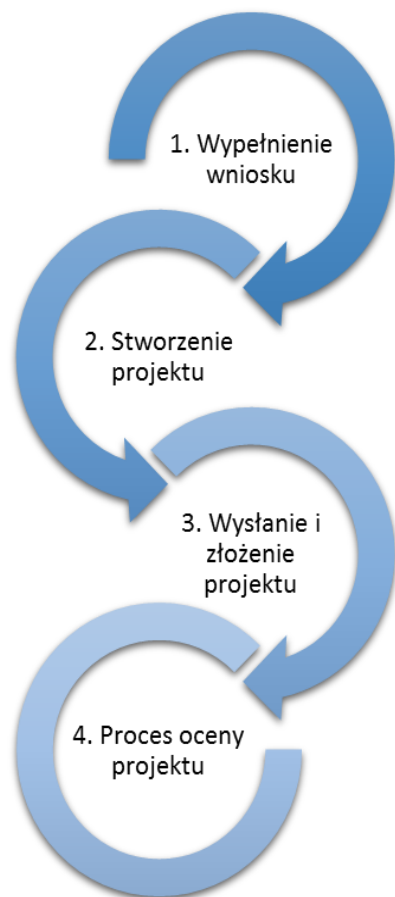 1. Wypełnienie
wniosku
2. Stworzenie
projektu
3. Wysłanie i
złożenie
projektu
4. Proces oceny
projektu